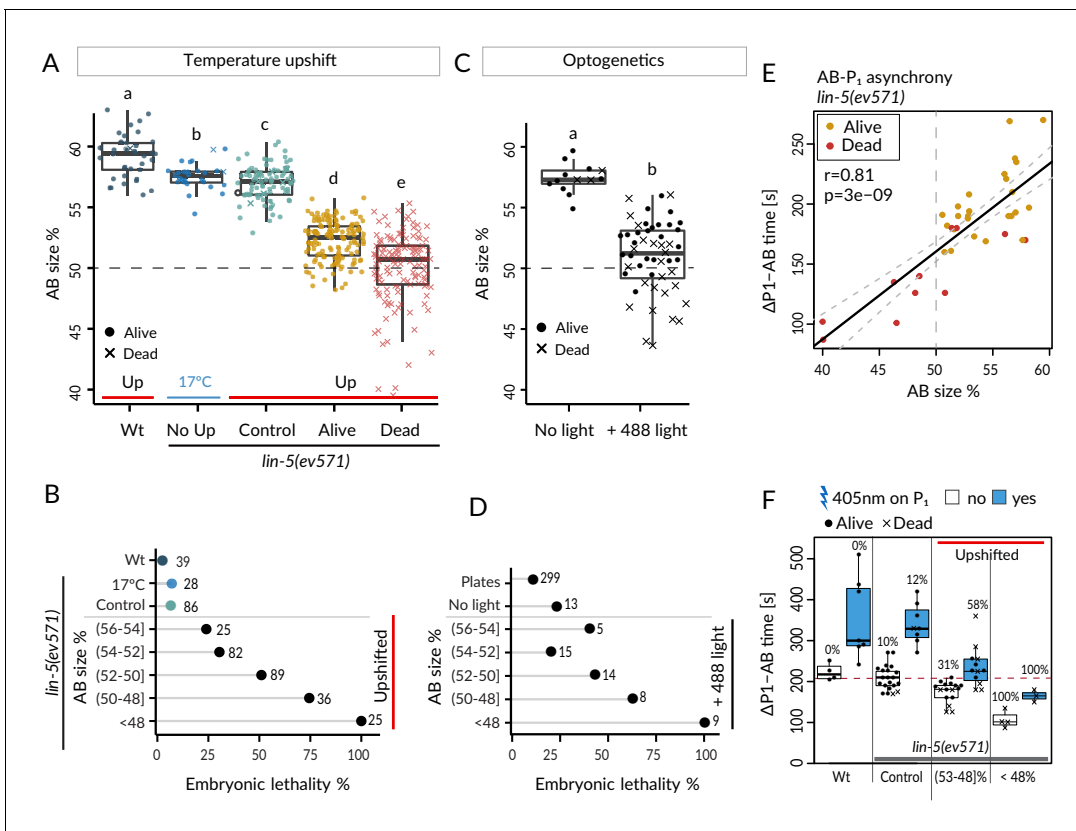 A
Temperature upshift
AB size %
60
55
50
45
40
a
b
c
d
e
Alive
Dead
Up
17°C
Up
Wt
No Up
Control
Alive
Dead
lin-5(ev571)
C
Optogenetics
AB size %
60
55
50
45
40
a
b
Alive
Dead
No light
+ 488 light
E
AB-P₁ asynchrony
lin-5(ev571)
Alive
Dead
r=0.81
p=3e−09
ΔP1−AB time [s]
250
200
150
100
40
45
50
55
60
AB size %
B
lin-5(ev571)
AB size %
Wt
39
17°C
28
Control
86
(56-54]
25
(54-52]
82
(52-50]
89
(50-48]
36
<48
25
Upshifted
0
25
50
75
100
Embryonic lethality %
D
AB size %
Plates
299
No light
13
(56-54]
5
(54-52]
15
(52-50]
14
(50-48]
8
<48
9
+ 488 light
0
25
50
75
100
Embryonic lethality %
F
405nm on P₁
no
yes
Alive
Dead
Upshifted
ΔP1−AB time [s]
500
400
300
200
100
0
0%
0%
10%
12%
31%
58%
100%
100%
lin-5(ev571)
Wt
Control
(53-48]%
< 48%